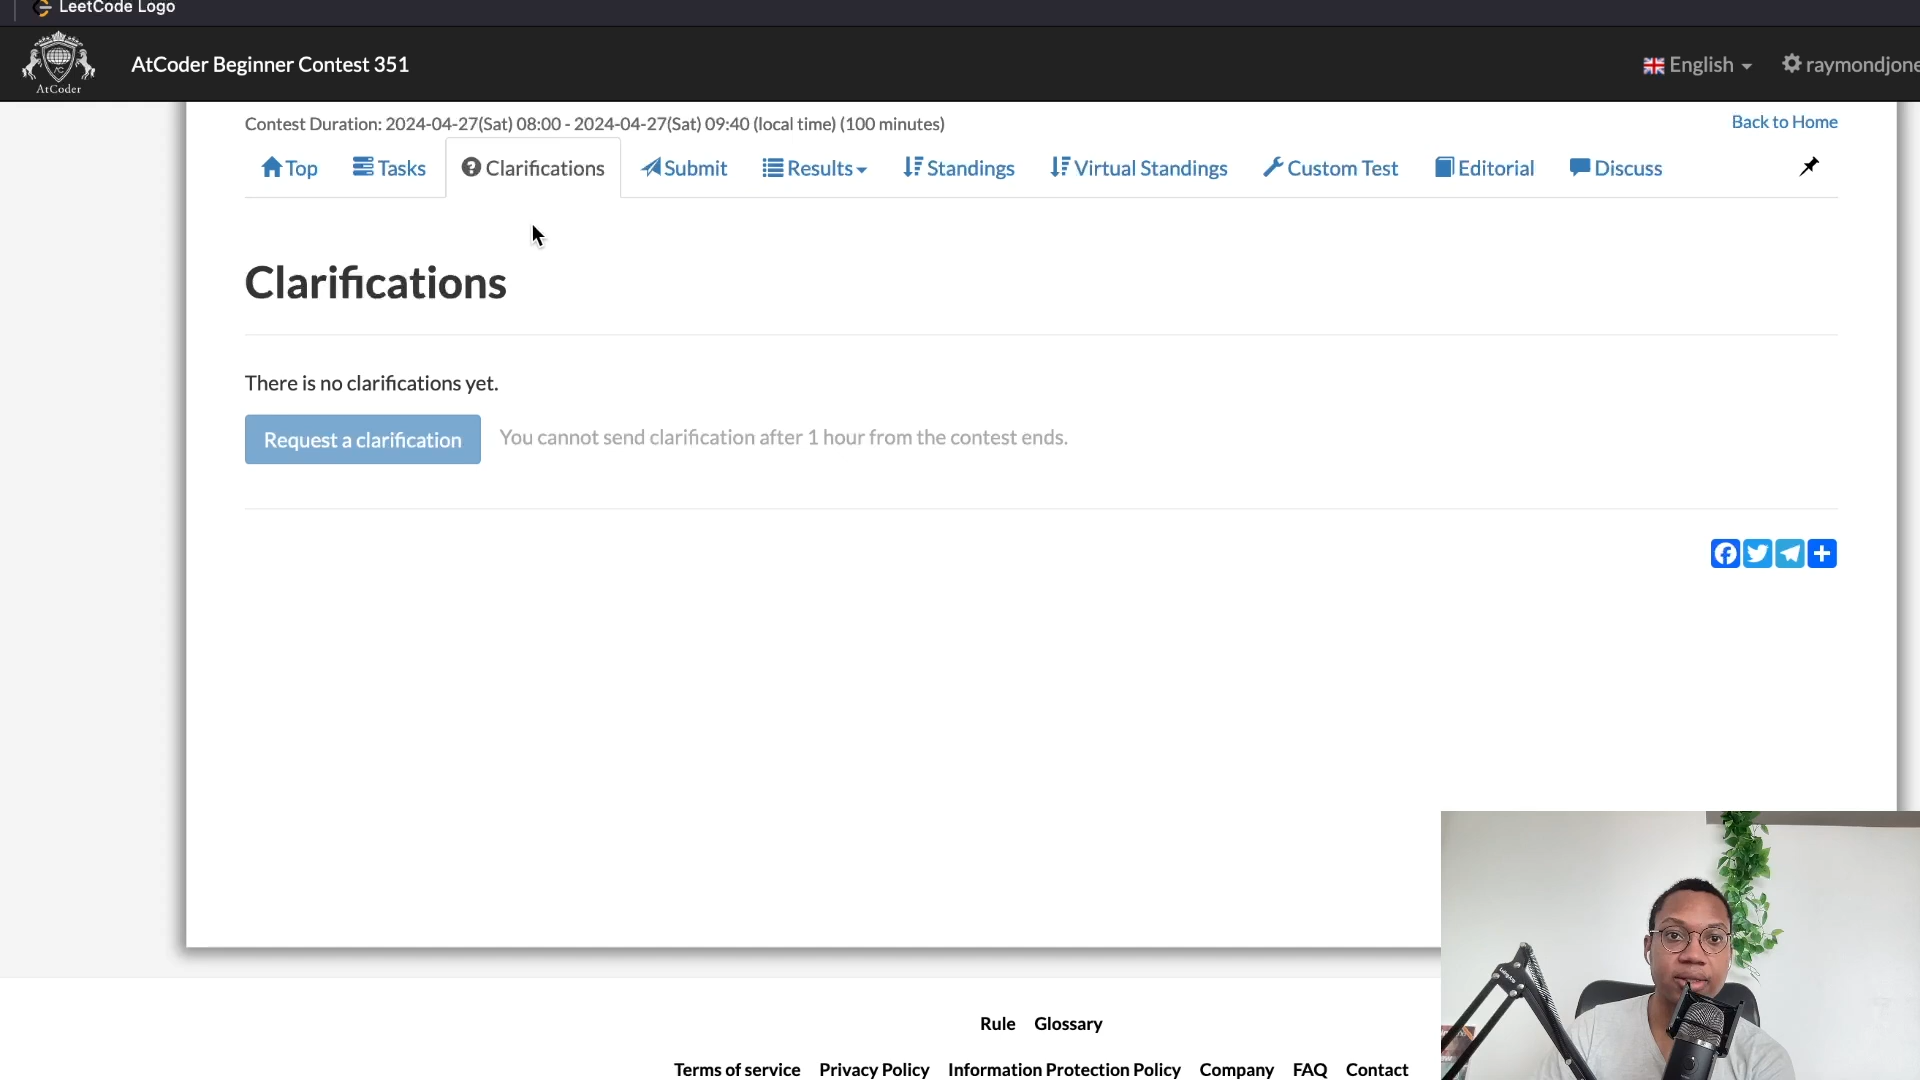 LeetCode Logo
AtCoder
AtCoder Beginner Contest 351
English
raymondjone
Contest Duration: 2024-04-27(Sat) 08:00 - 2024-04-27(Sat) 09:40 (local time) (100 minutes)
Back to Home
Top Tasks Clarifications Submit Results Standings Virtual Standings Custom Test Editorial Discuss
Clarifications
There is no clarifications yet.
Request a clarification You cannot send clarification after 1 hour from the contest ends.
Rule Glossary
Terms of service Privacy Policy Information Protection Policy Company FAQ Contact